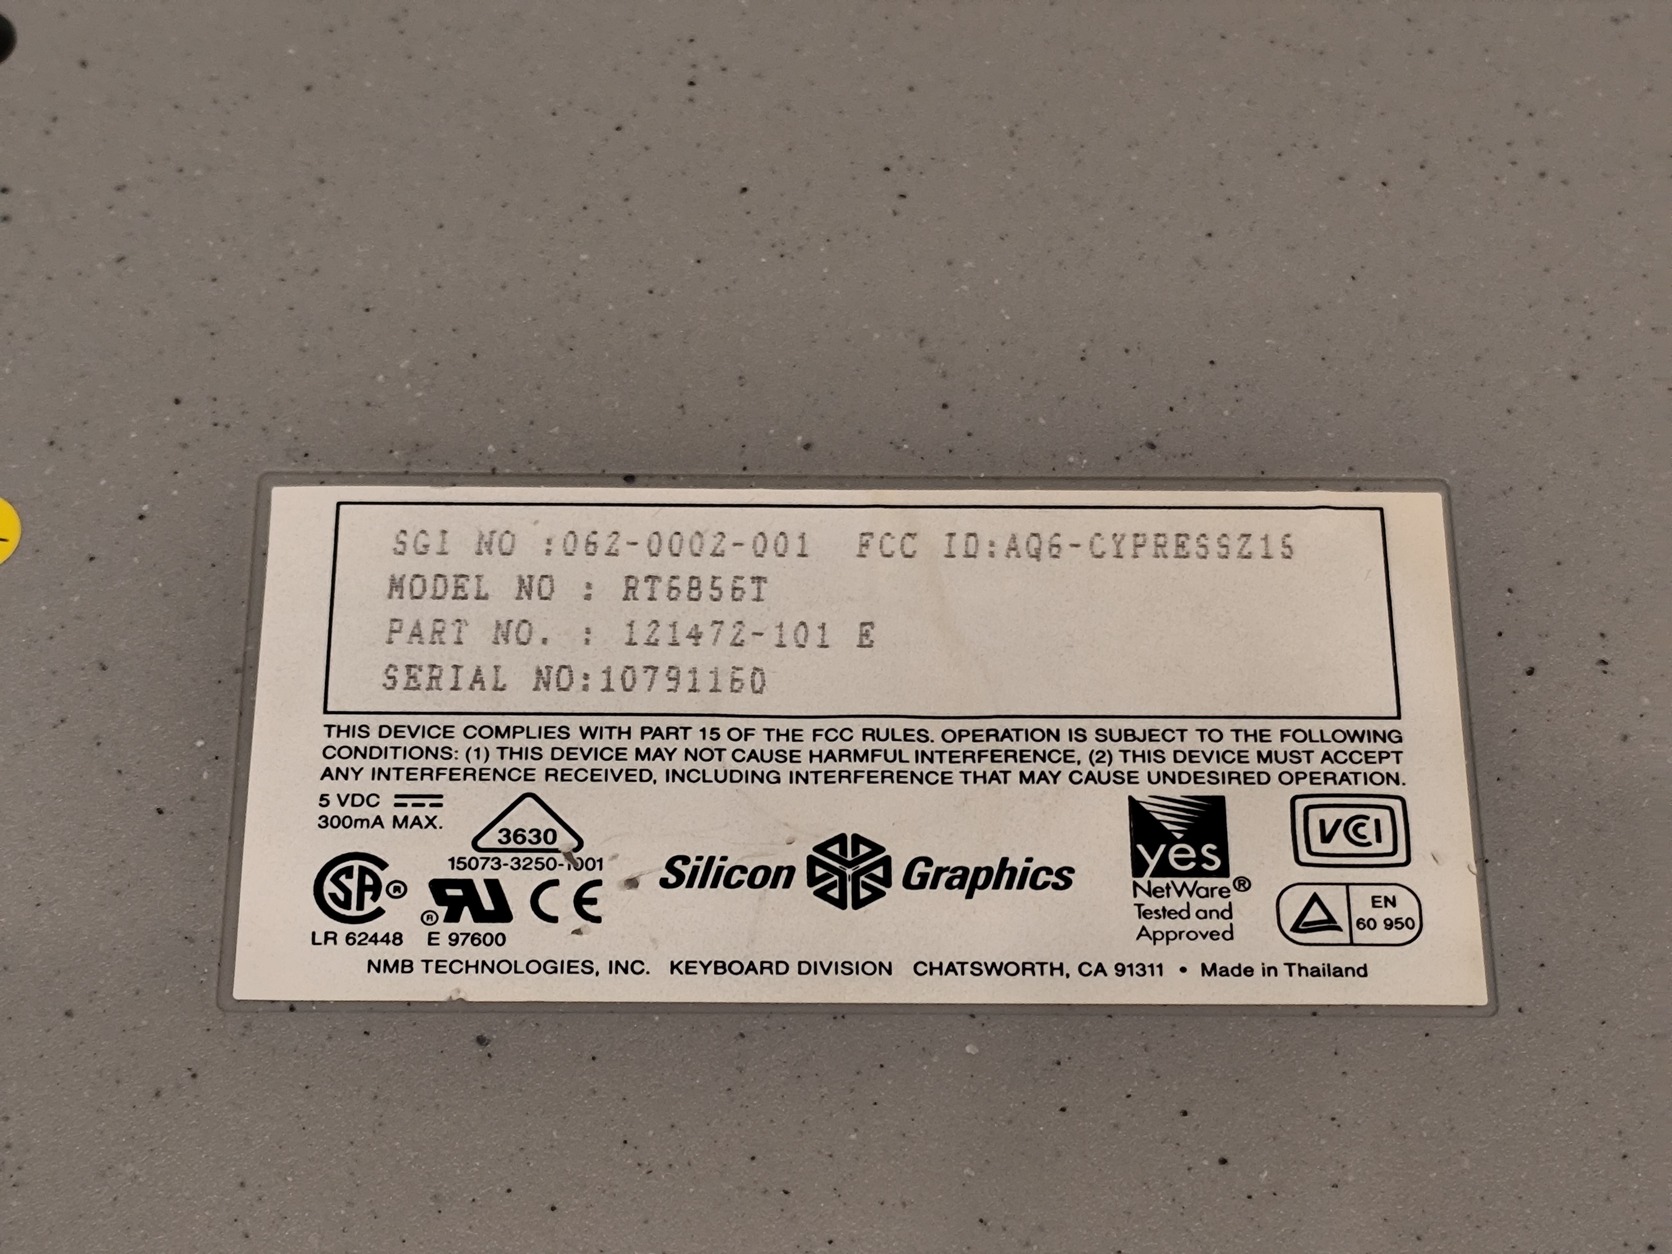 SGI NO :062-0002-001 FCC ID:AQ6-CYPRESSZ15
MODEL NO : RT6856T
PART NO. : 121472-101 E
SERIAL NO:10791160
THIS DEVICE COMPLIES WITH PART 15 OF THE FCC RULES. OPERATION IS SUBJECT TO THE FOLLOWING
CONDITIONS: (1) THIS DEVICE MAY NOT CAUSE HARMFUL INTERFERENCE, (2) THIS DEVICE MUST ACCEPT
ANY INTERFERENCE RECEIVED, INCLUDING INTERFERENCE THAT MAY CAUSE UNDESIRED OPERATION.
5 VDC
300mA MAX.
3630
15073-3250-1001
SA®
®RU CE
LR 62448 E 97600
Silicon Graphics
yes
NetWare®
Tested and
Approved
VCCI
EN
60 950
NMB TECHNOLOGIES, INC. KEYBOARD DIVISION CHATSWORTH, CA 91311 • Made in Thailand